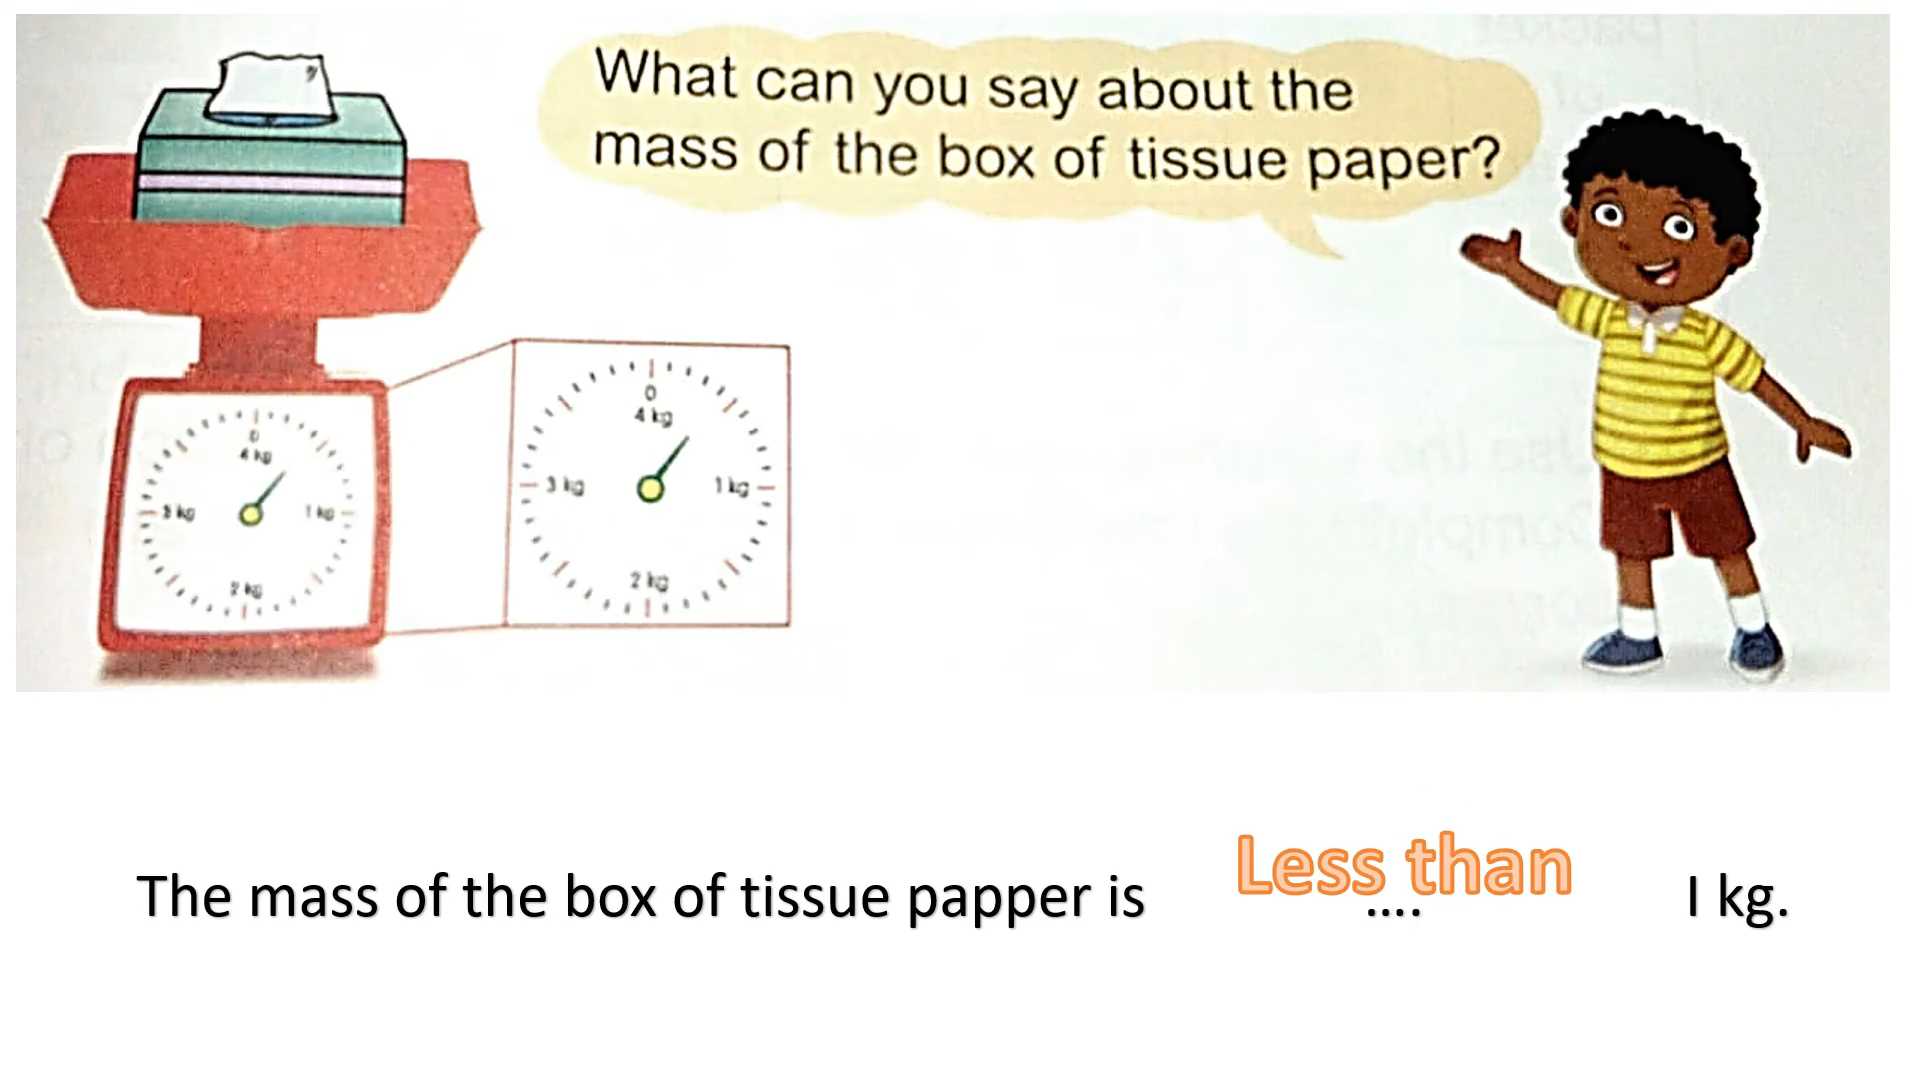 What can you say about the
mass of the box of tissue paper?
0
4 kg
3 kg
1 kg
2 kg
0
4 kg
3 kg
1 kg
2 kg
The mass of the box of tissue papper is Less than .... I kg.